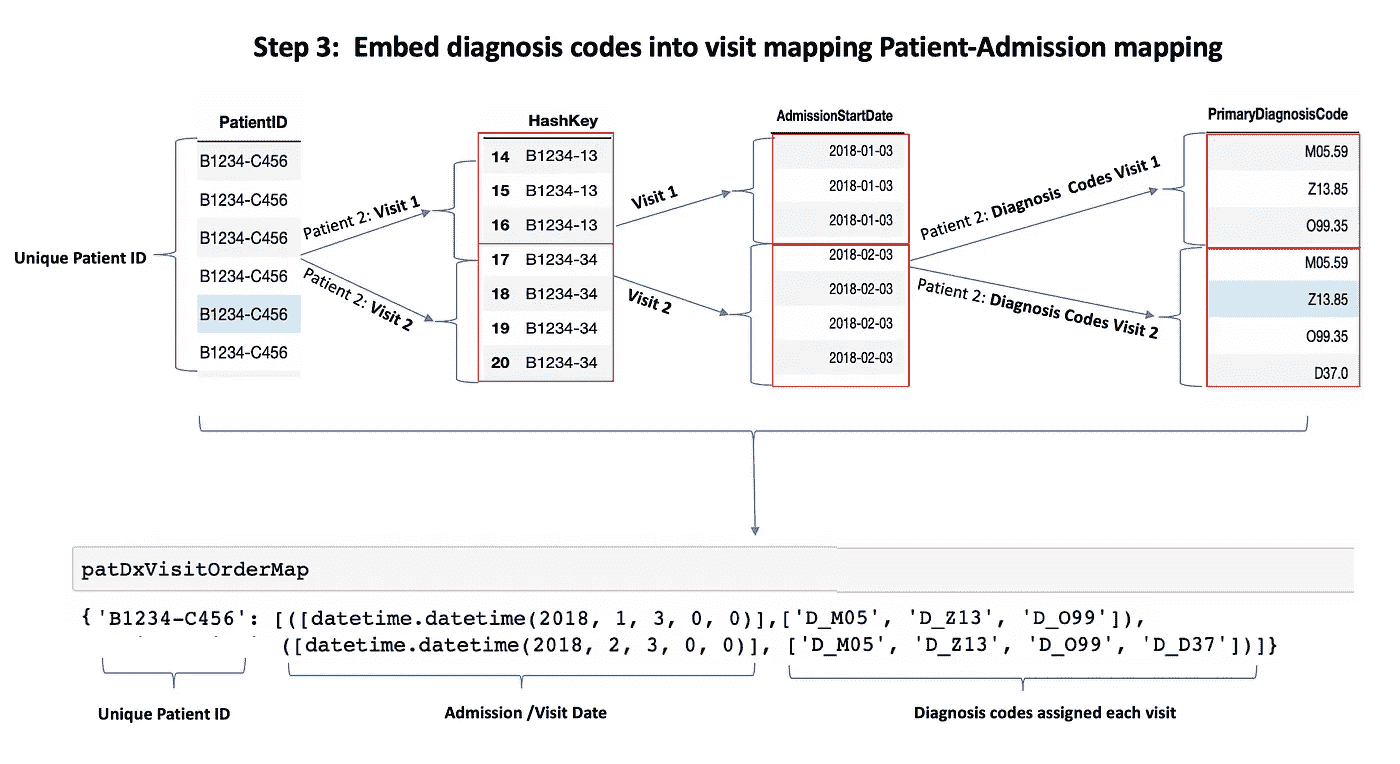 Step 3: Embed diagnosis codes into visit mapping Patient-Admission mapping
PatientID
B1234-C456
B1234-C456
B1234-C456
B1234-C456
B1234-C456
B1234-C456
Unique Patient ID
Patient 2: Visit 1
Patient 2: Visit 2
HashKey
14 B1234-13
15 B1234-13
16 B1234-13
17 B1234-34
18 B1234-34
19 B1234-34
20 B1234-34
Visit 1
Visit 2
AdmissionStartDate
2018-01-03
2018-01-03
2018-01-03
2018-02-03
2018-02-03
2018-02-03
2018-02-03
Patient 2: Diagnosis Codes Visit 1
Patient 2: Diagnosis Codes Visit 2
PrimaryDiagnosisCode
M05.59
Z13.85
O99.35
M05.59
Z13.85
O99.35
D37.0
patDxVisitOrderMap
{'B1234-C456': [([datetime.datetime(2018, 1, 3, 0, 0)],['D_M05', 'D_Z13', 'D_O99']),
([datetime.datetime(2018, 2, 3, 0, 0)], ['D_M05', 'D_Z13', 'D_O99', 'D_D37'])]}
Unique Patient ID
Admission /Visit Date
Diagnosis codes assigned each visit